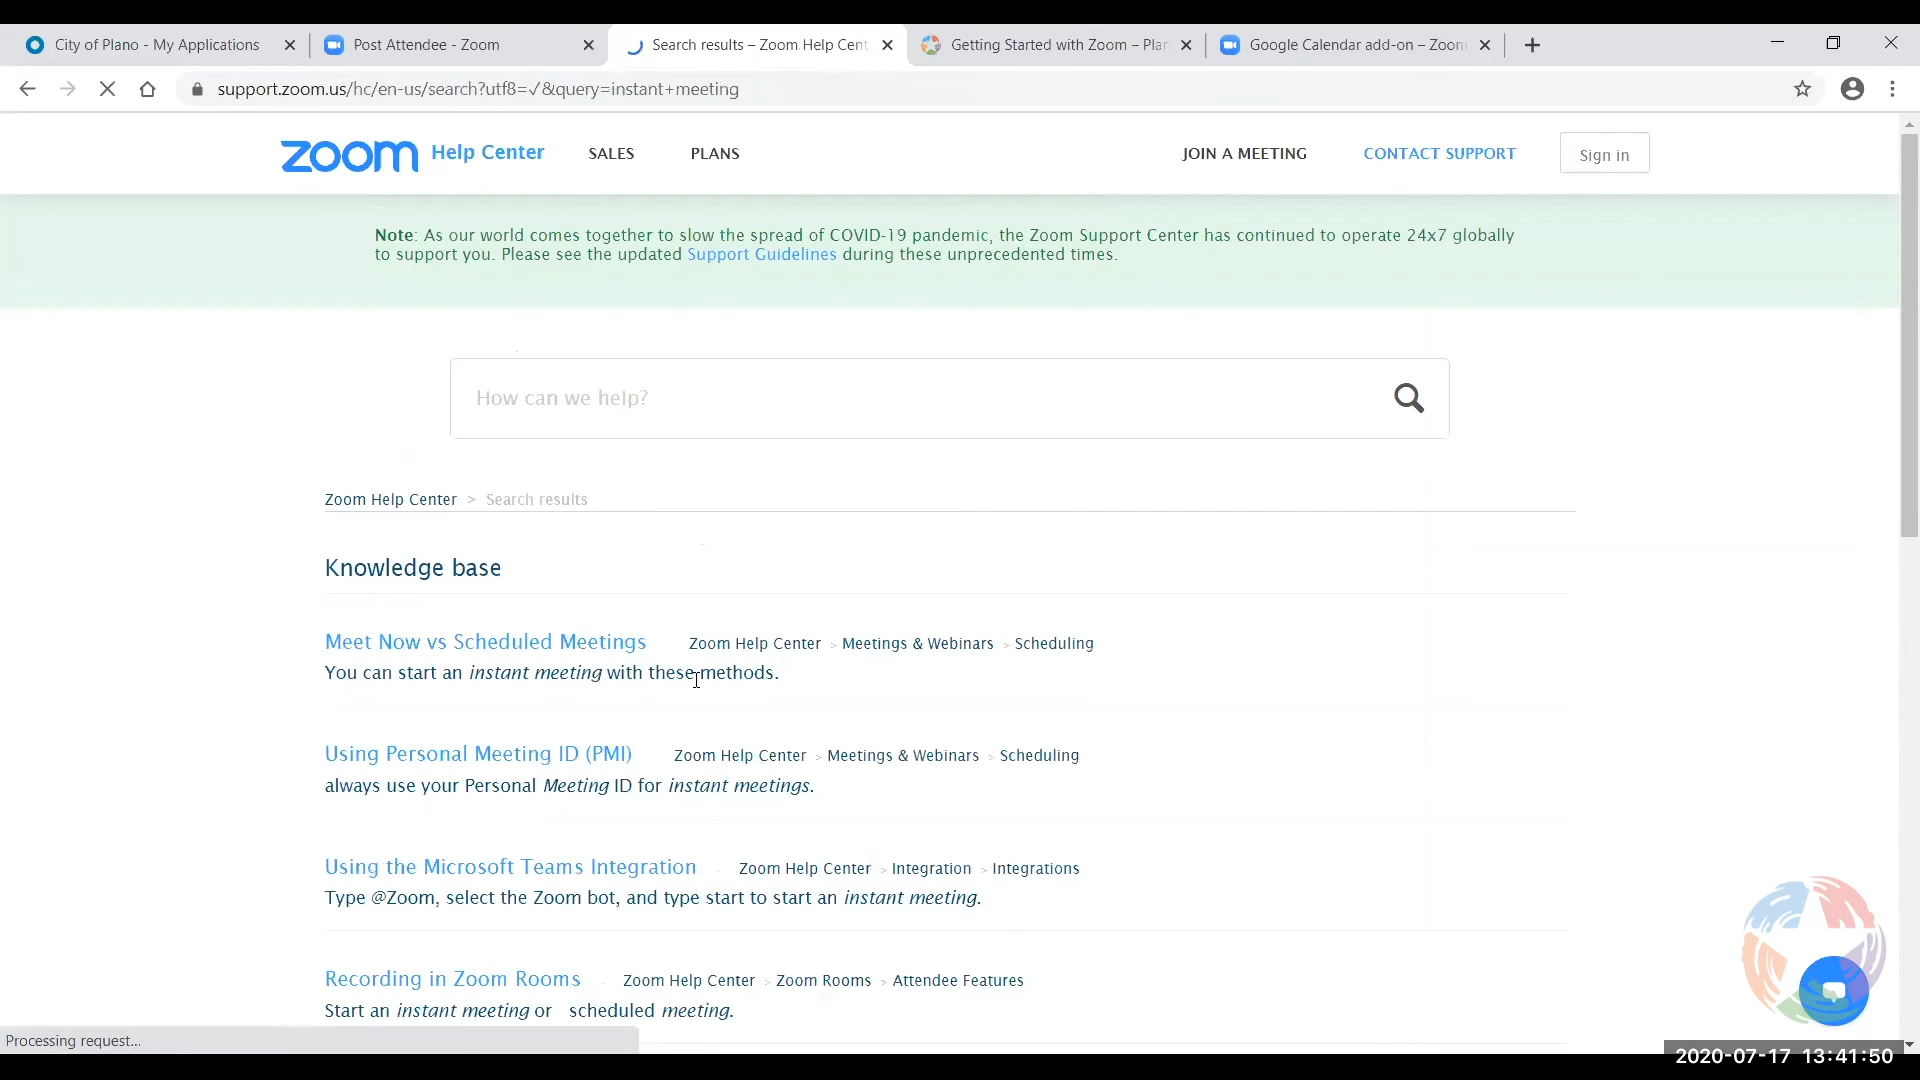 City of Plano - My Applications
Post Attendee - Zoom
Search results – Zoom Help Cent
Getting Started with Zoom – Plan
Google Calendar add-on – Zoom
support.zoom.us/hc/en-us/search?utf8=✓&query=instant+meeting
zoom Help Center
SALES
PLANS
JOIN A MEETING
CONTACT SUPPORT
Sign in
Note: As our world comes together to slow the spread of COVID-19 pandemic, the Zoom Support Center has continued to operate 24x7 globally
to support you. Please see the updated Support Guidelines during these unprecedented times.
How can we help?
Zoom Help Center > Search results
Knowledge base
Meet Now vs Scheduled Meetings Zoom Help Center > Meetings & Webinars > Scheduling
You can start an instant meeting with these methods.
Using Personal Meeting ID (PMI) Zoom Help Center > Meetings & Webinars > Scheduling
always use your Personal Meeting ID for instant meetings.
Using the Microsoft Teams Integration Zoom Help Center > Integration > Integrations
Type @Zoom, select the Zoom bot, and type start to start an instant meeting.
Recording in Zoom Rooms Zoom Help Center > Zoom Rooms > Attendee Features
Start an instant meeting or scheduled meeting.
Processing request...
2020-07-17 13:41:50